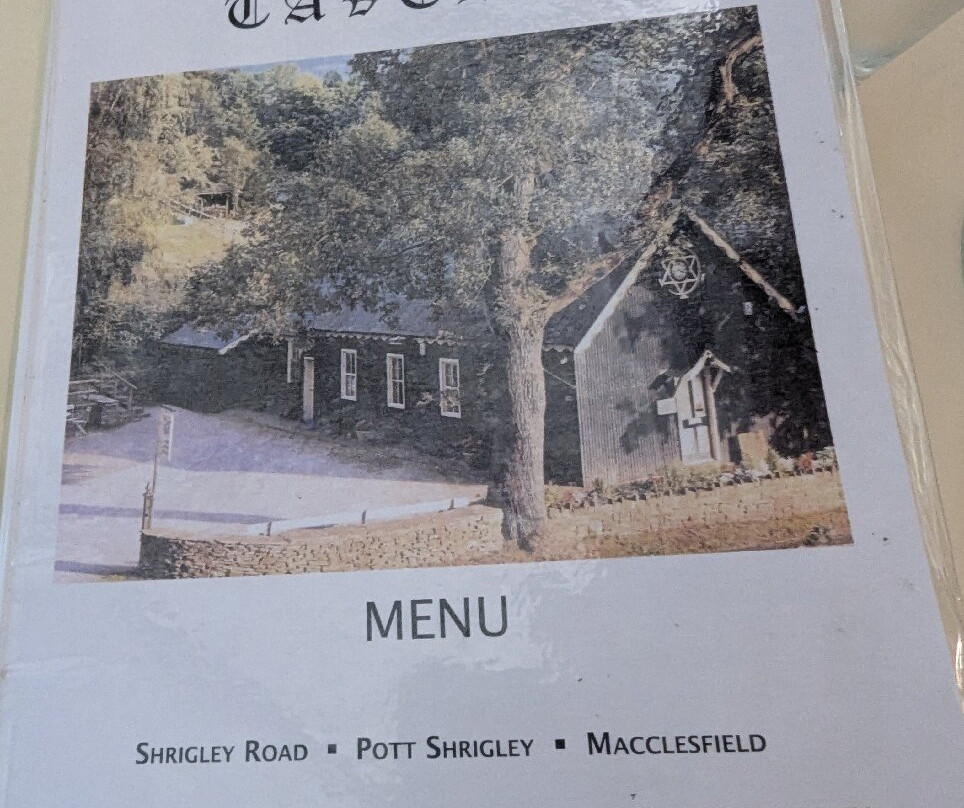 MENU
SHRIGLEY ROAD ▪ POTT SHRIGLEY ▪ MACCLESFIELD